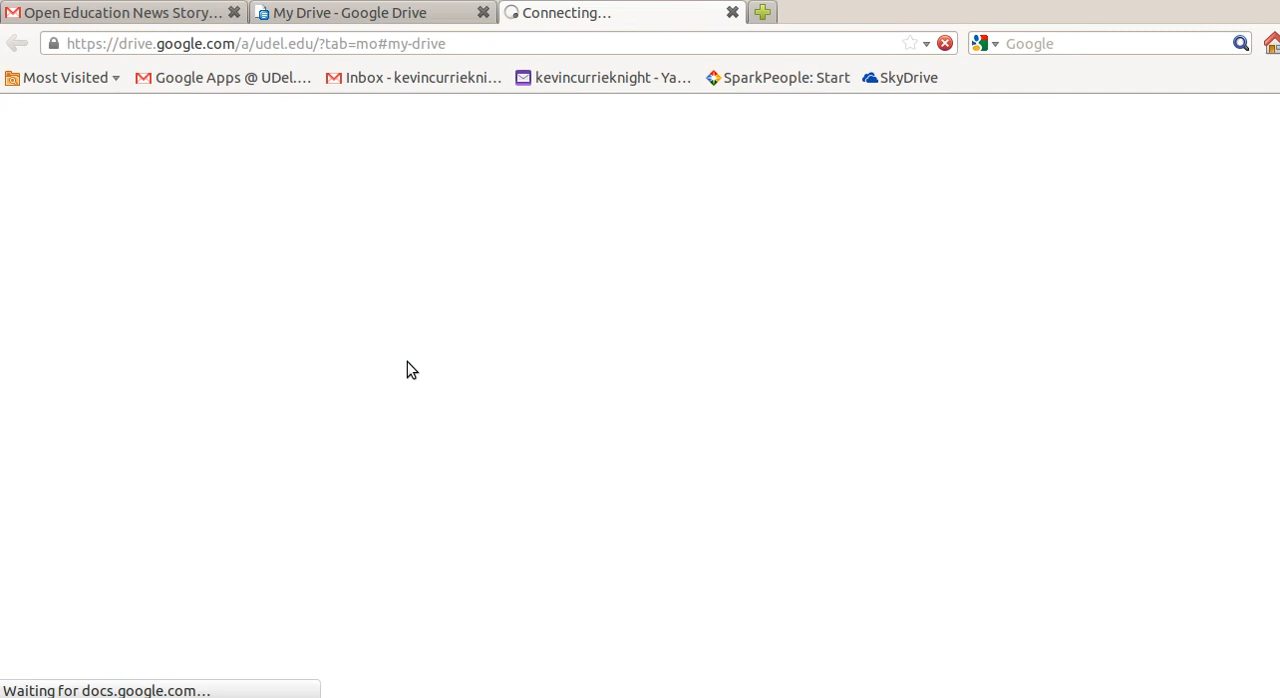 Open Education News Story... My Drive - Google Drive Connecting...
https://drive.google.com/a/udel.edu/?tab=mo#my-drive Google
Most Visited Google Apps @ UDel.... Inbox - kevincurriekni... kevincurrieknight - Ya... SparkPeople: Start SkyDrive
Waiting for docs.google.com...